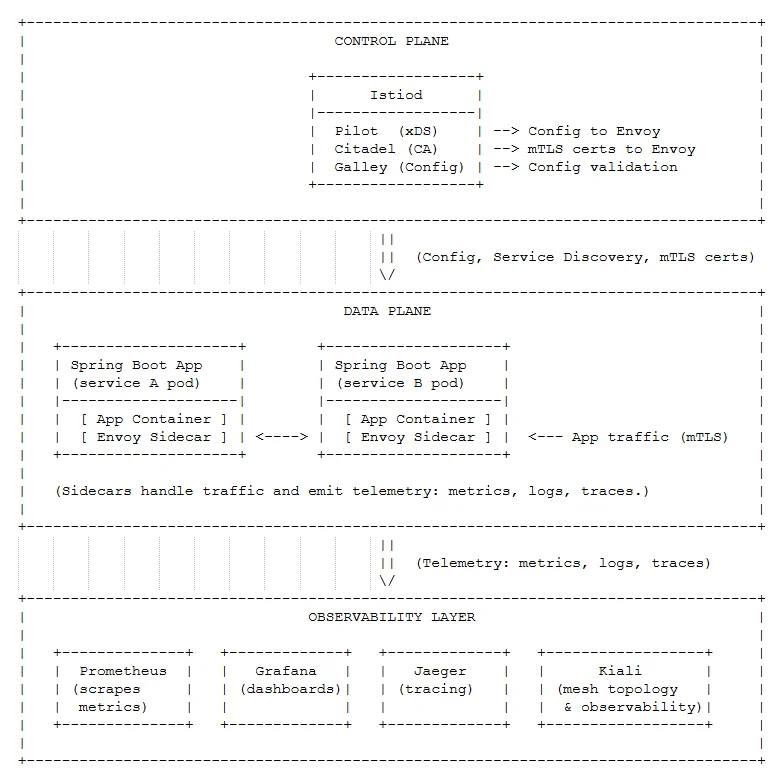 +-----------------------------------------------------------------------------------+
| CONTROL PLANE |
| |
| +------------------+ |
| | Istiod | |
| |------------------| |
| | Pilot (xDS) | --> Config to Envoy |
| | Citadel (CA) | --> mTLS certs to Envoy |
| | Galley (Config) | --> Config validation |
| +------------------+ |
| |
+-----------------------------------------------------------------------------------+
||
|| (Config, Service Discovery, mTLS certs)
\/
+-----------------------------------------------------------------------------------+
| DATA PLANE |
| |
| +--------------------+ +--------------------+ |
| | Spring Boot App | | Spring Boot App | |
| | (service A pod) | | (service B pod) | |
| |--------------------| |--------------------| |
| | [ App Container ] | | [ App Container ] | |
| | [ Envoy Sidecar ] | <----> | [ Envoy Sidecar ] | <--- App traffic (mTLS) |
| +--------------------+ +--------------------+ |
| |
| (Sidecars handle traffic and emit telemetry: metrics, logs, traces.) |
| |
+-----------------------------------------------------------------------------------+
||
|| (Telemetry: metrics, logs, traces)
\/
+-----------------------------------------------------------------------------------+
| OBSERVABILITY LAYER |
| |
| +--------------+ +-------------+ +-------------+ +------------------+ |
| | Prometheus | | Grafana | | Jaeger | | Kiali | |
| | (scrapes | | (dashboards)| | (tracing) | | (mesh topology | |
| | metrics) | | | | | | & observability)| |
| +--------------+ +-------------+ +-------------+ +------------------+ |
| |
+-----------------------------------------------------------------------------------+